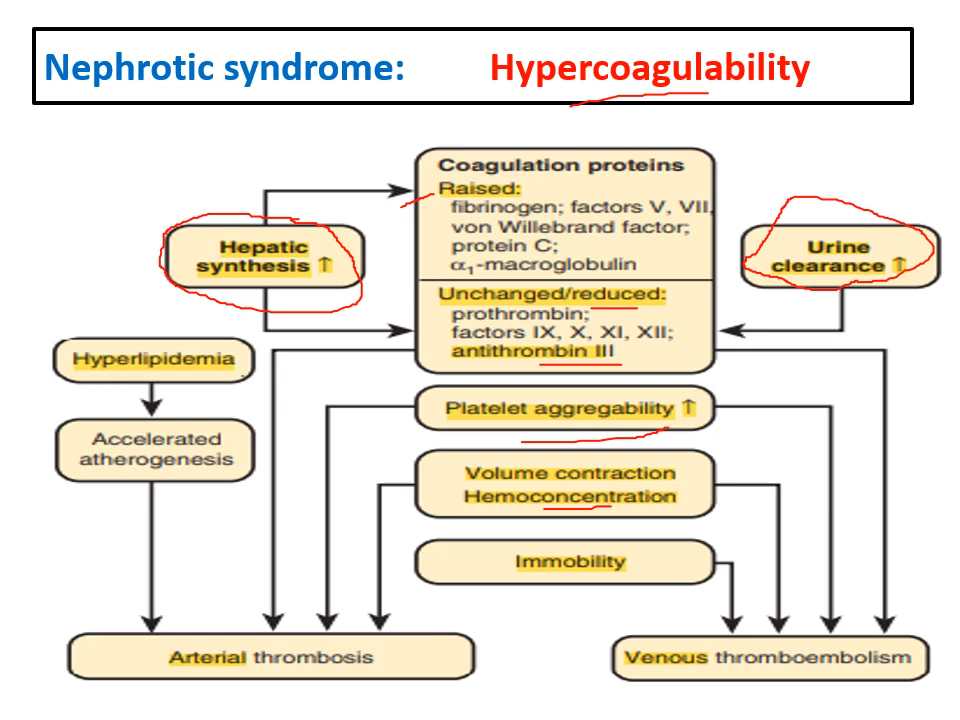 Nephrotic syndrome: Hypercoagulability
Coagulation proteins
Raised:
fibrinogen; factors V, VII,
von Willebrand factor;
protein C;
α₁-macroglobulin
Hepatic
synthesis ↑
Urine
clearance ↑
Unchanged/reduced:
prothrombin;
factors IX, X, XI, XII;
antithrombin III
Hyperlipidemia
Platelet aggregability ↑
Accelerated
atherogenesis
Volume contraction
Hemoconcentration
Immobility
Arterial thrombosis
Venous thromboembolism